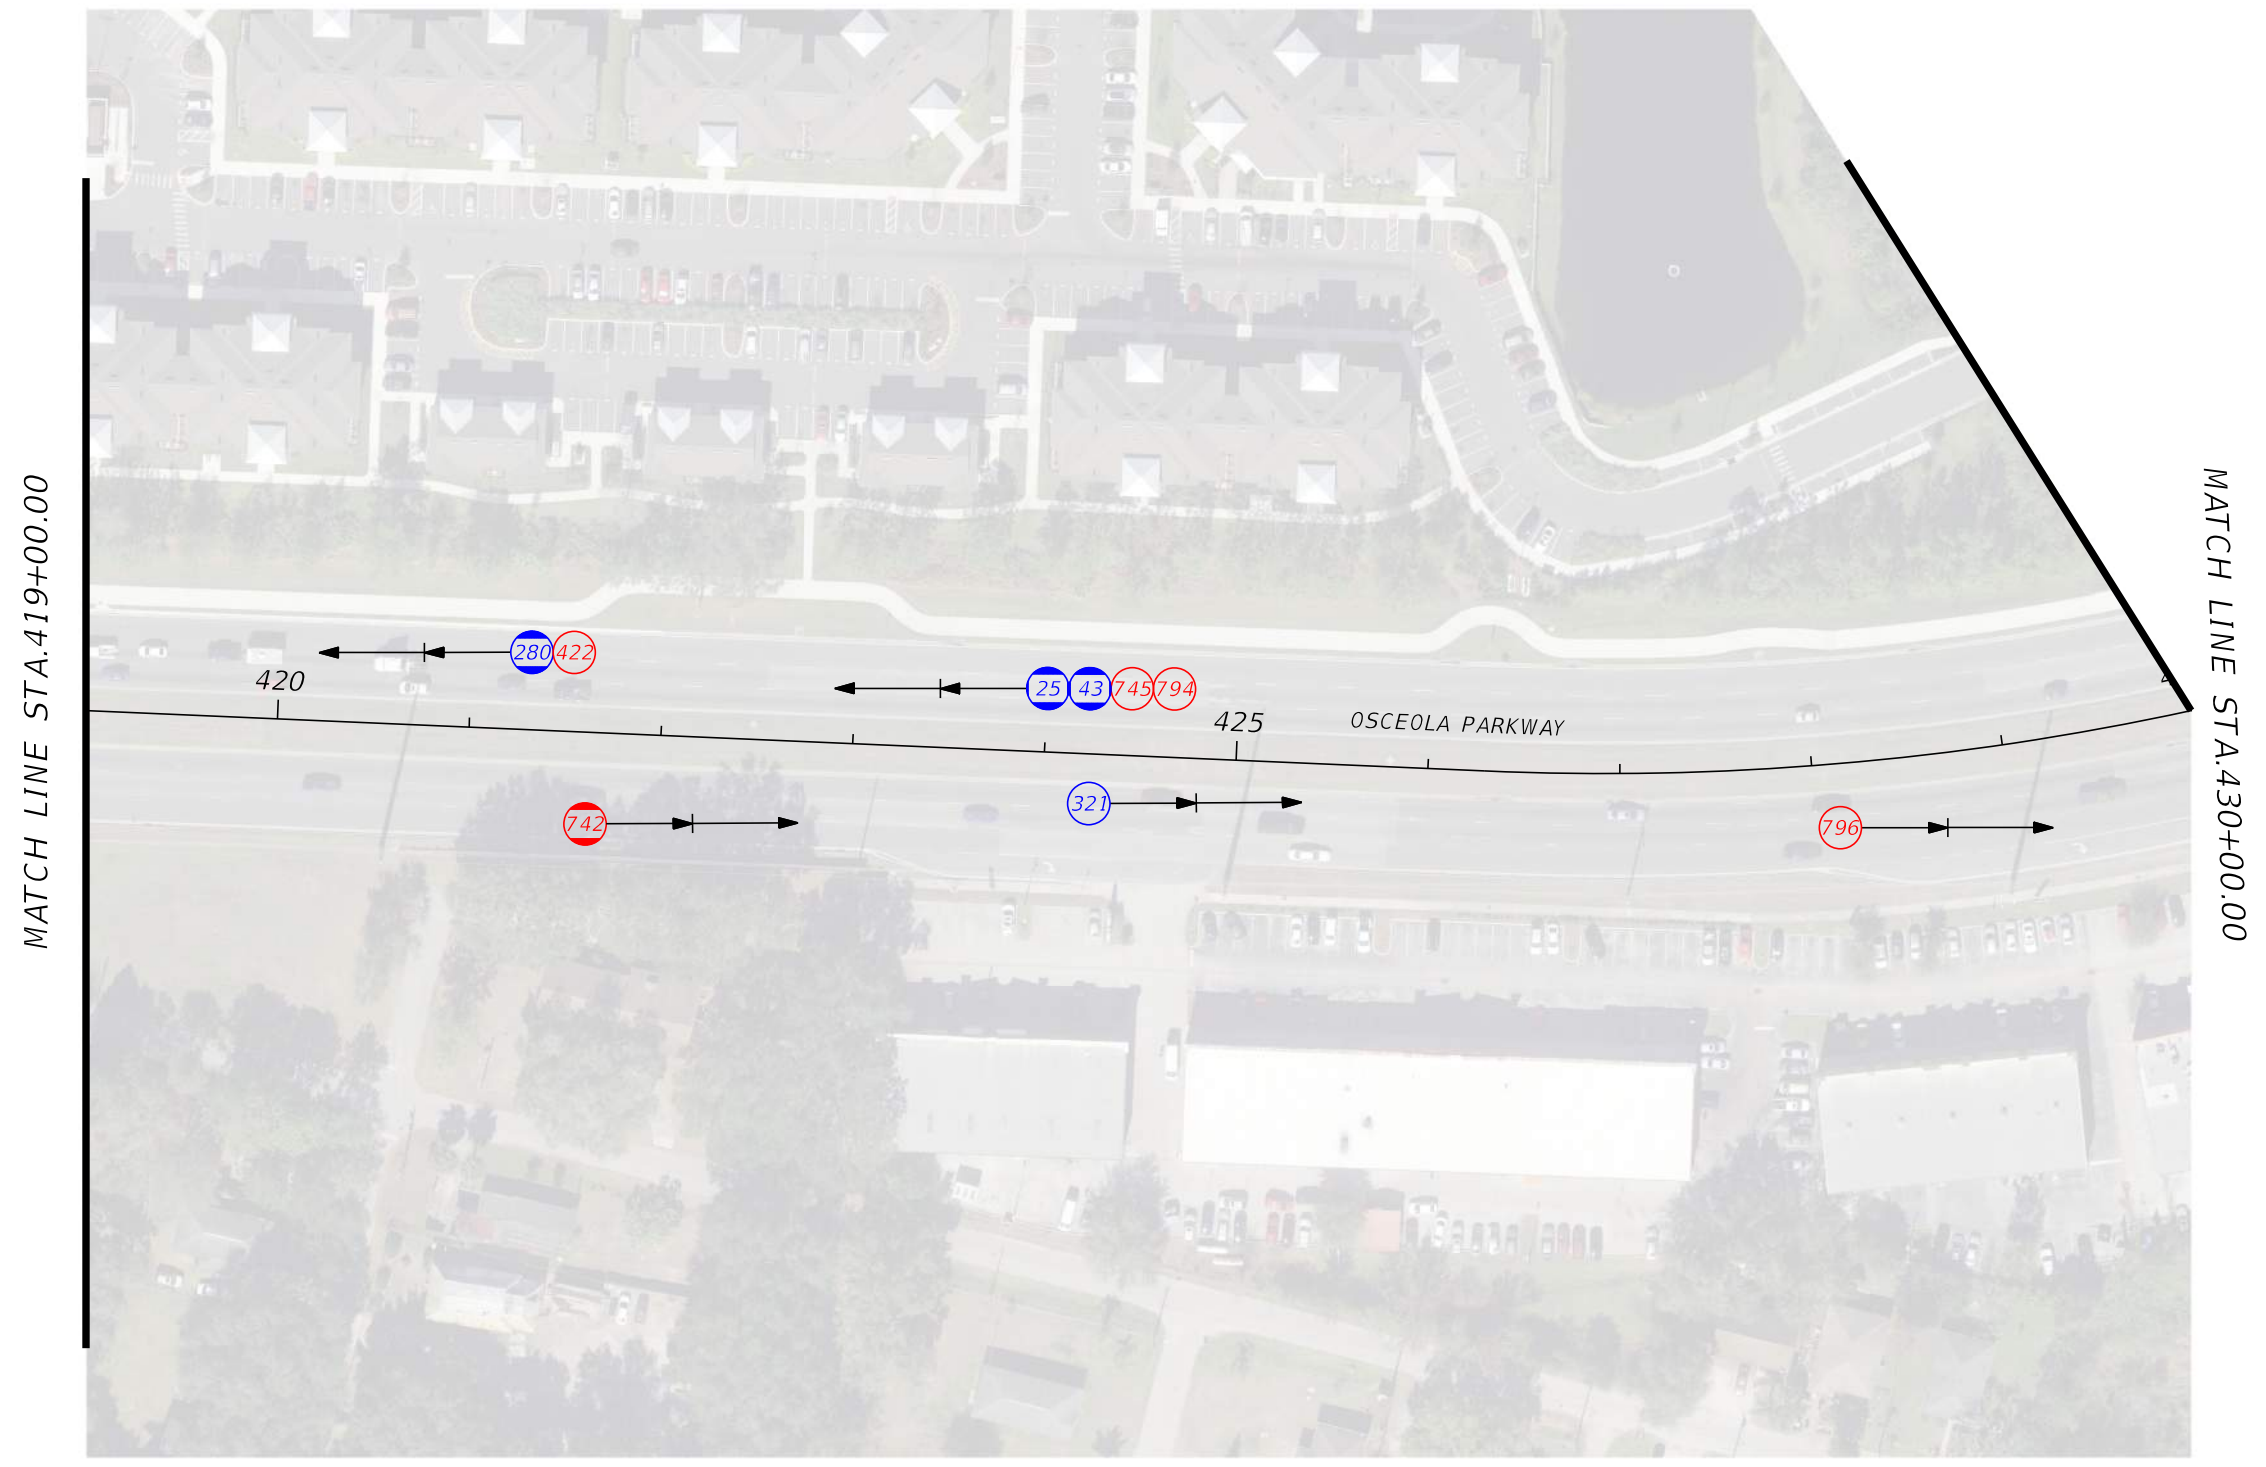 MATCH LINE STA.419+00.00
280 422
420
25 43 745 794
425
OSCEOLA PARKWAY
742
321
796
MATCH LINE STA.430+00.00